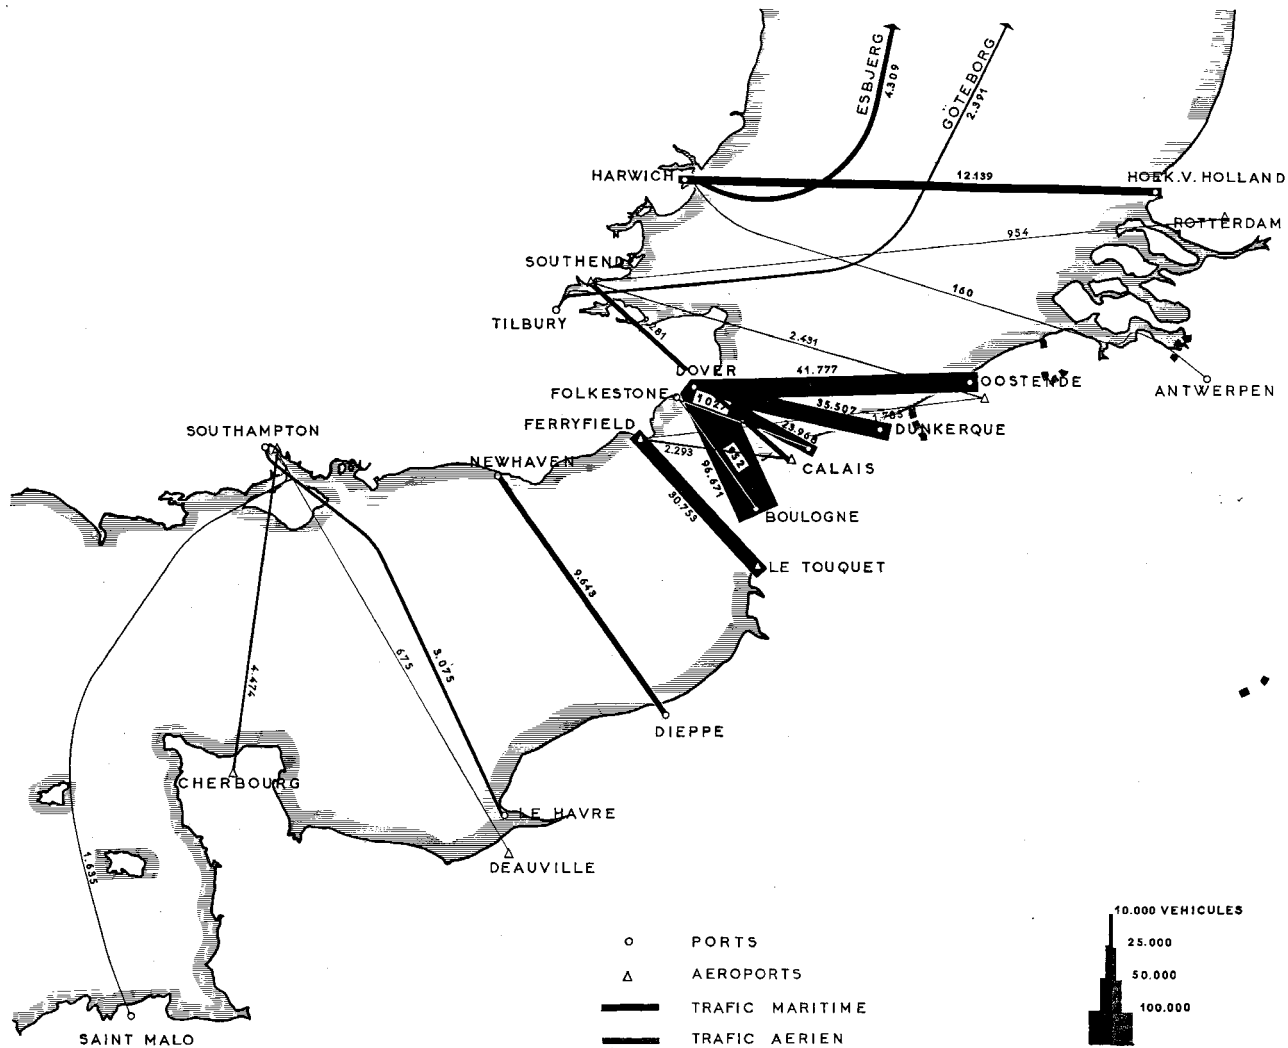 ESBJERG
4.309
GÖTEBORG
2.391
HARWICH
12.139
HOEK.V.HOLLAND
ROTTERDAM
954
SOUTHEND
160
TILBURY
2.281
2.431
DOVER
41.777
OOSTENDE
ANTWERPEN
FOLKESTONE
1027
35.507
1.785
FERRYFIELD
DUNKERQUE
SOUTHAMPTON
23.968
2.293
952
NEWHAVEN
CALAIS
96.671
30.753
BOULOGNE
LE TOUQUET
9.643
675
3.075
4.474
DIEPPE
CHERBOURG
LE HAVRE
1.635
DEAUVILLE
10.000 VEHICULES
25.000
50.000
100.000
PORTS
AEROPORTS
TRAFIC MARITIME
TRAFIC AERIEN
SAINT MALO